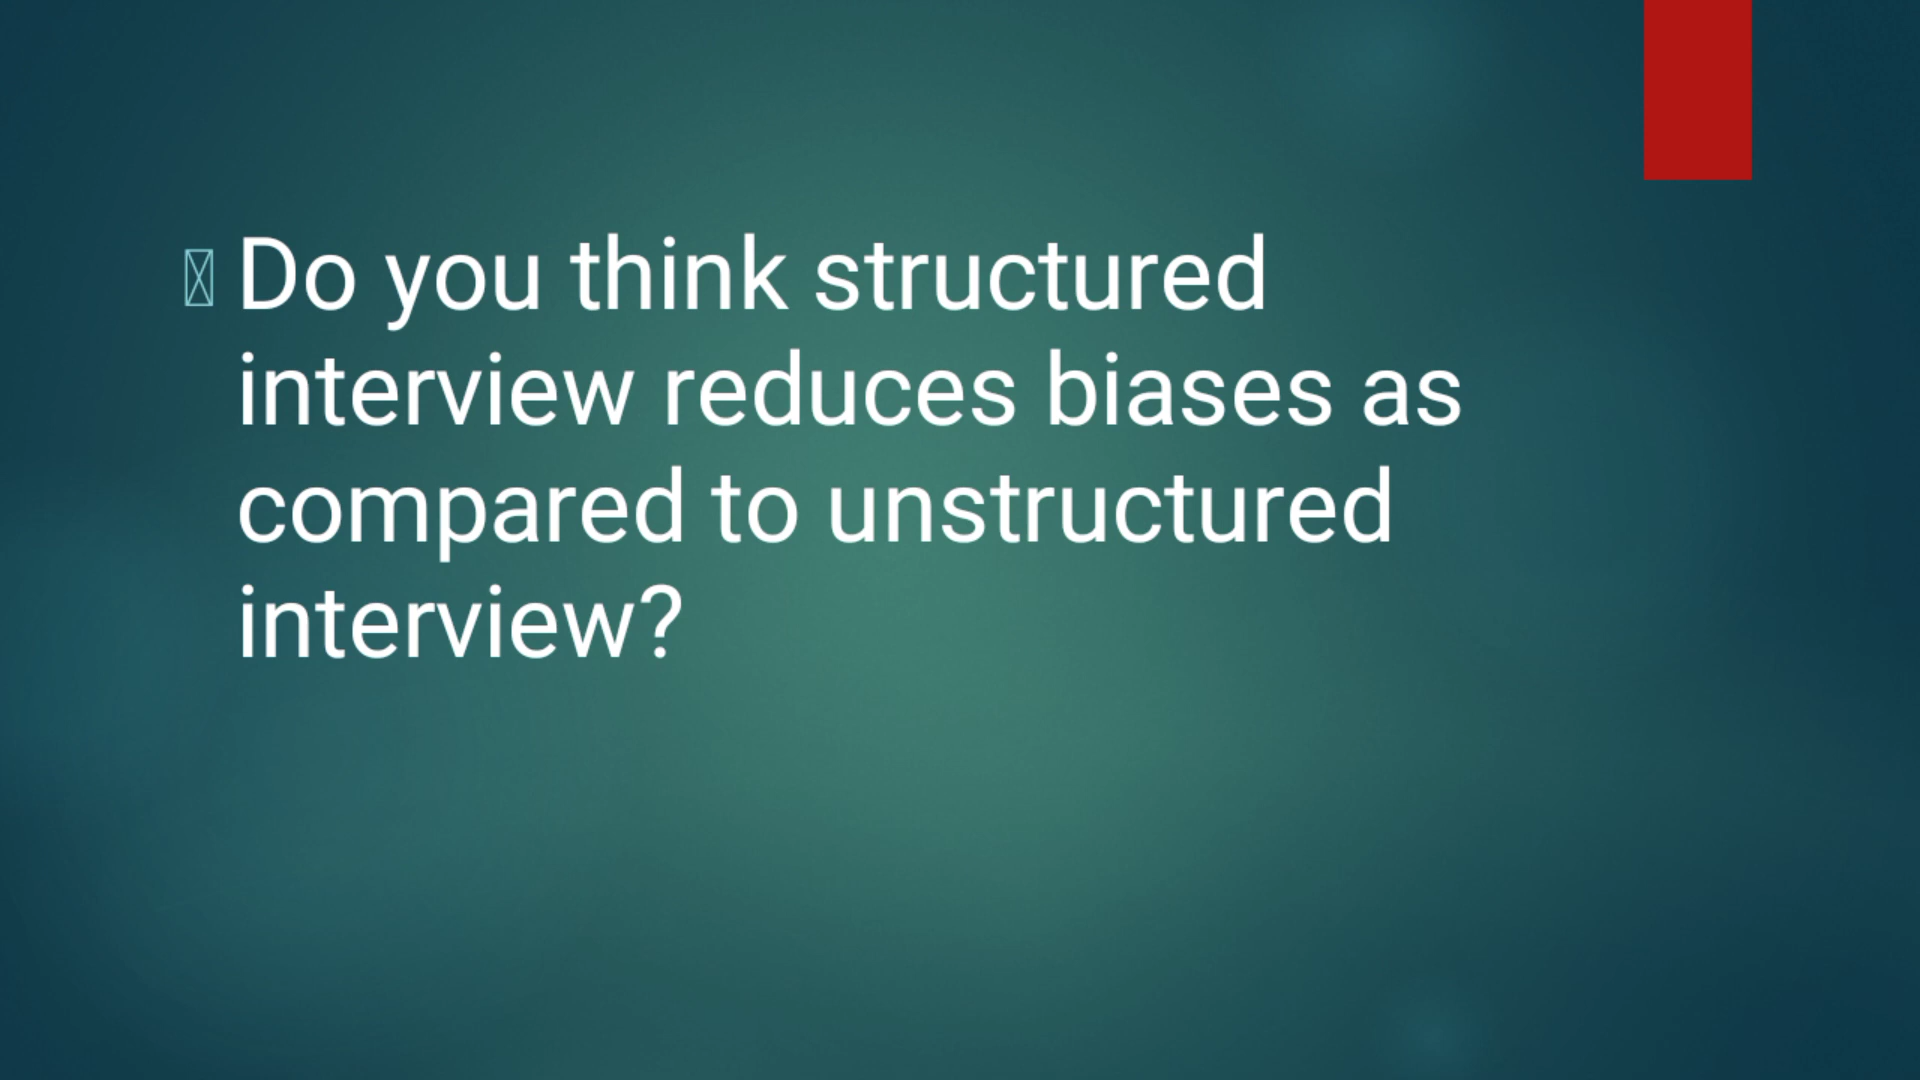 Do you think structured
interview reduces biases as
compared to unstructured
interview?